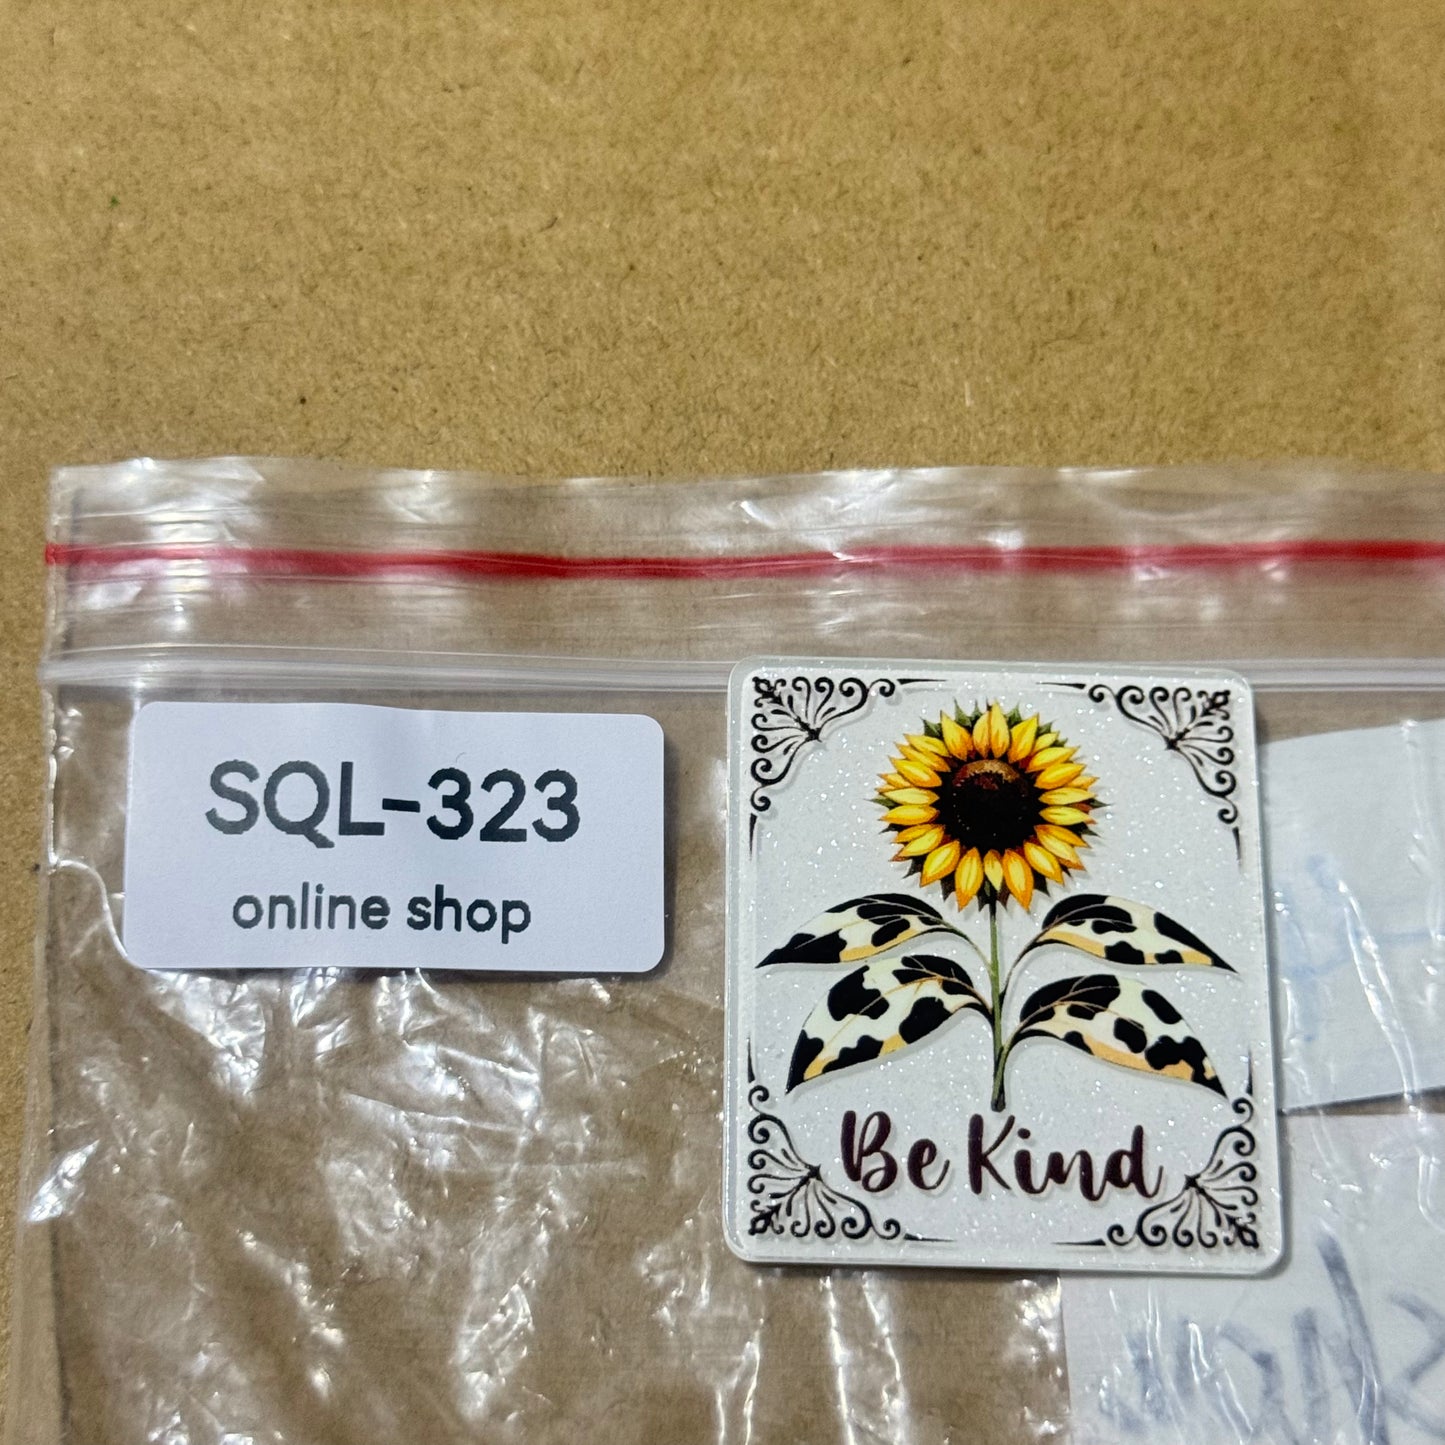 SQL-323
online shop
Be Kind